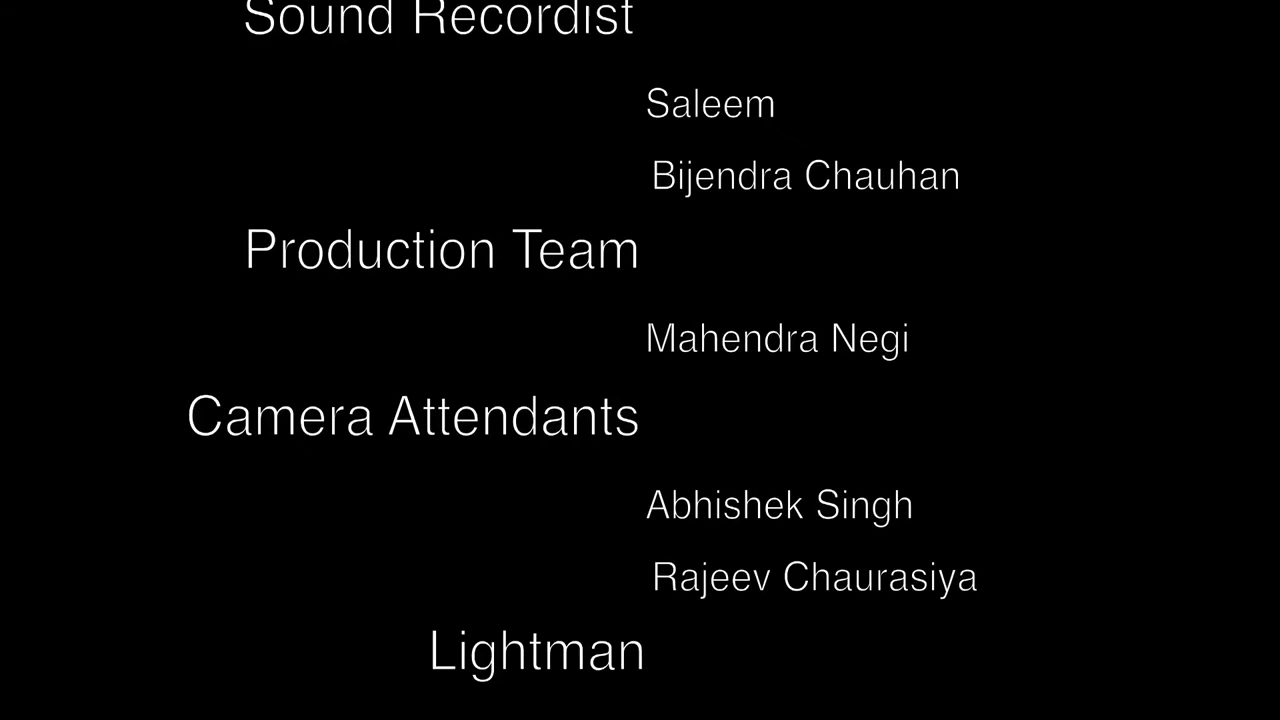 Sound Recordist
Saleem
Bijendra Chauhan
Production Team
Mahendra Negi
Camera Attendants
Abhishek Singh
Rajeev Chaurasiya
Lightman